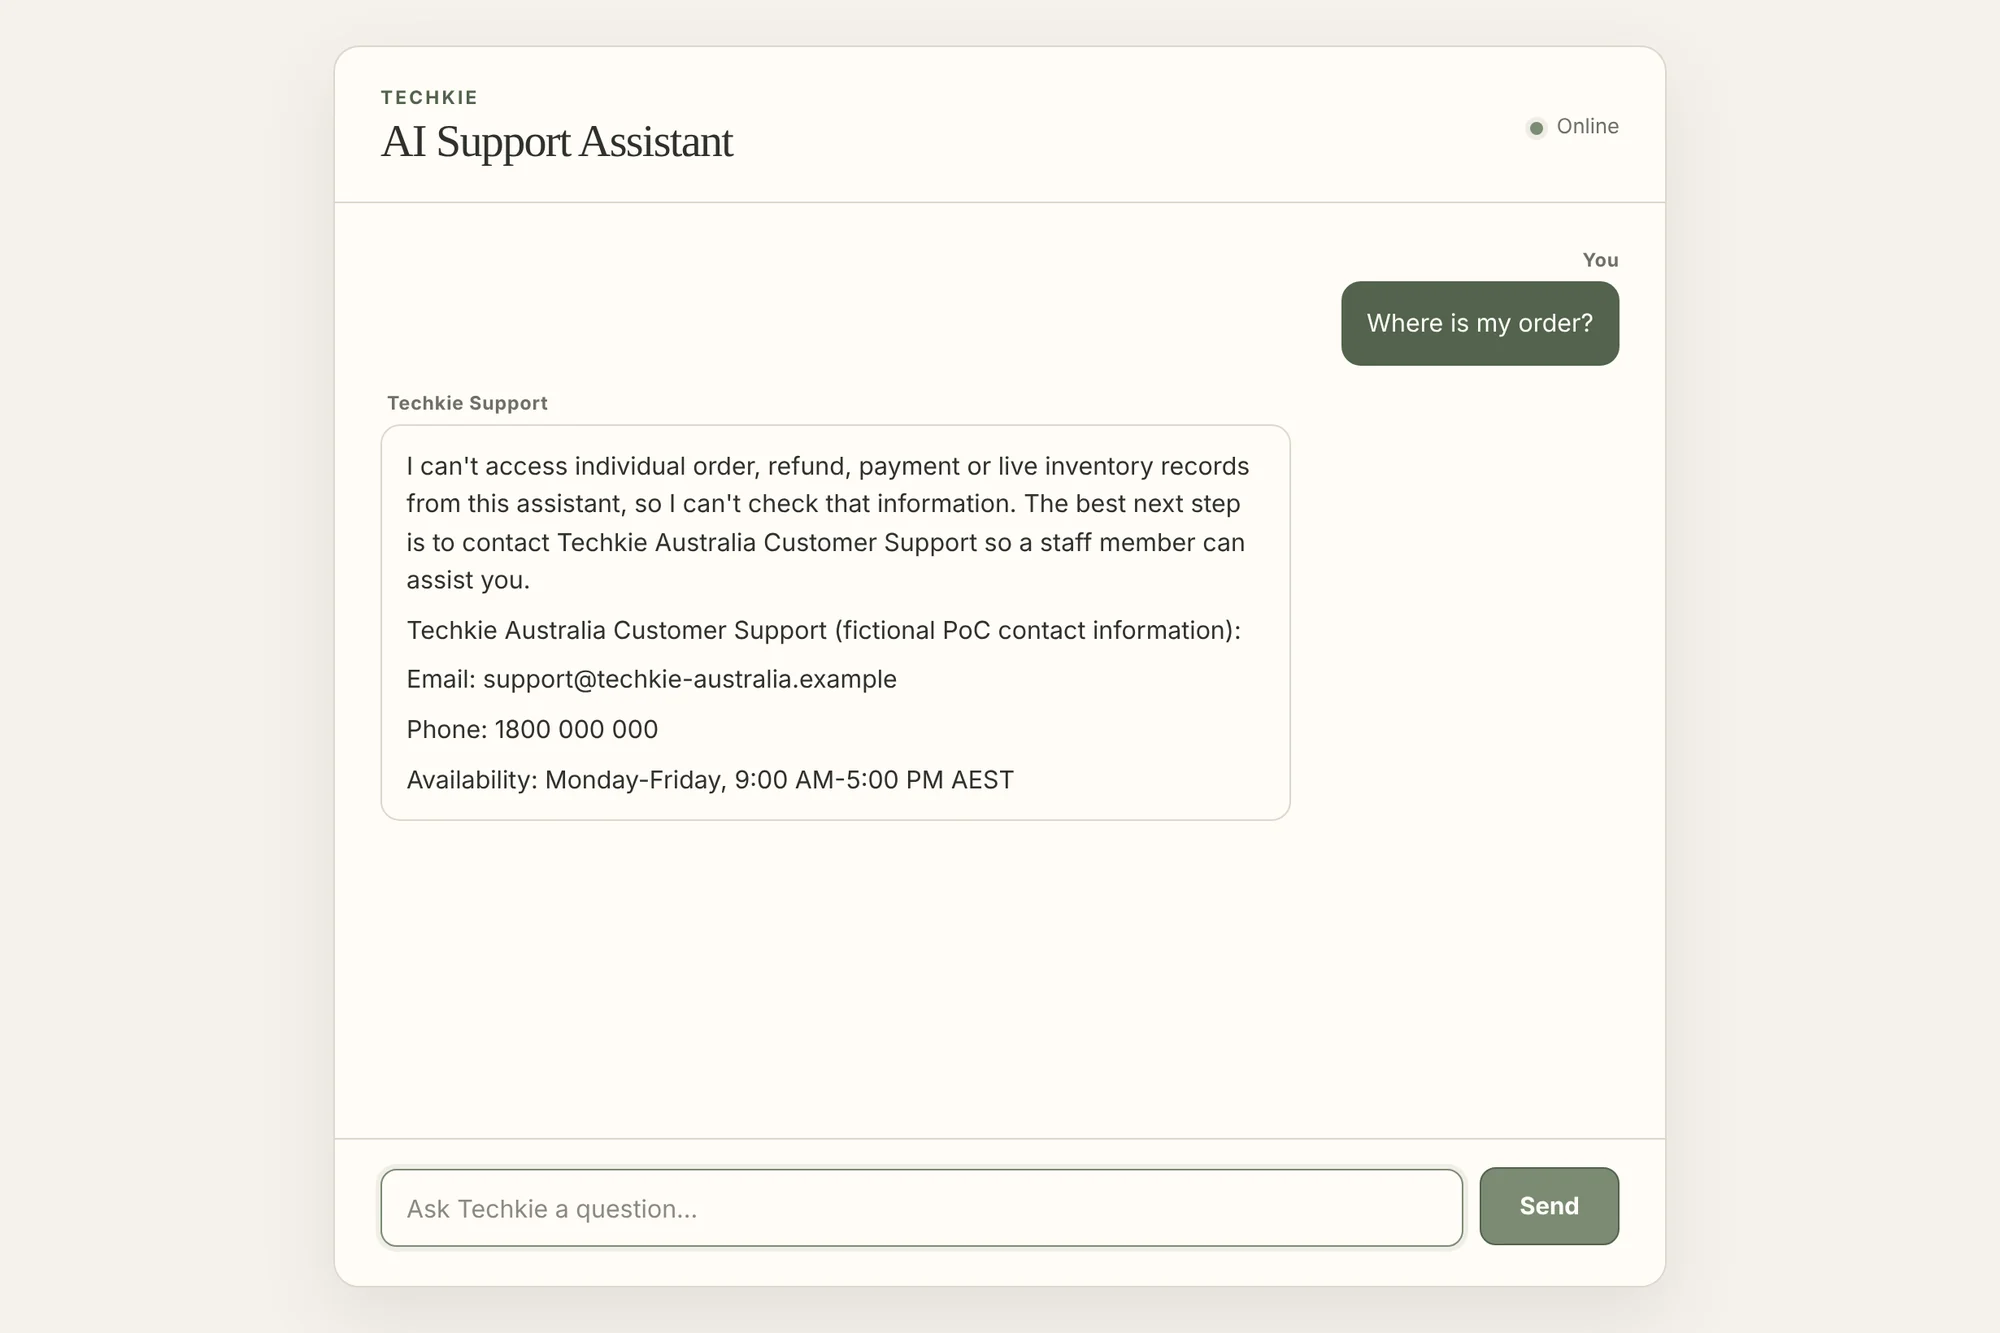 TECHKIE
AI Support Assistant
Online
You
Where is my order?
Techkie Support
I can't access individual order, refund, payment or live inventory records
from this assistant, so I can't check that information. The best next step
is to contact Techkie Australia Customer Support so a staff member can
assist you.
Techkie Australia Customer Support (fictional PoC contact information):
Email: support@techkie-australia.example
Phone: 1800 000 000
Availability: Monday-Friday, 9:00 AM-5:00 PM AEST
Ask Techkie a question...
Send